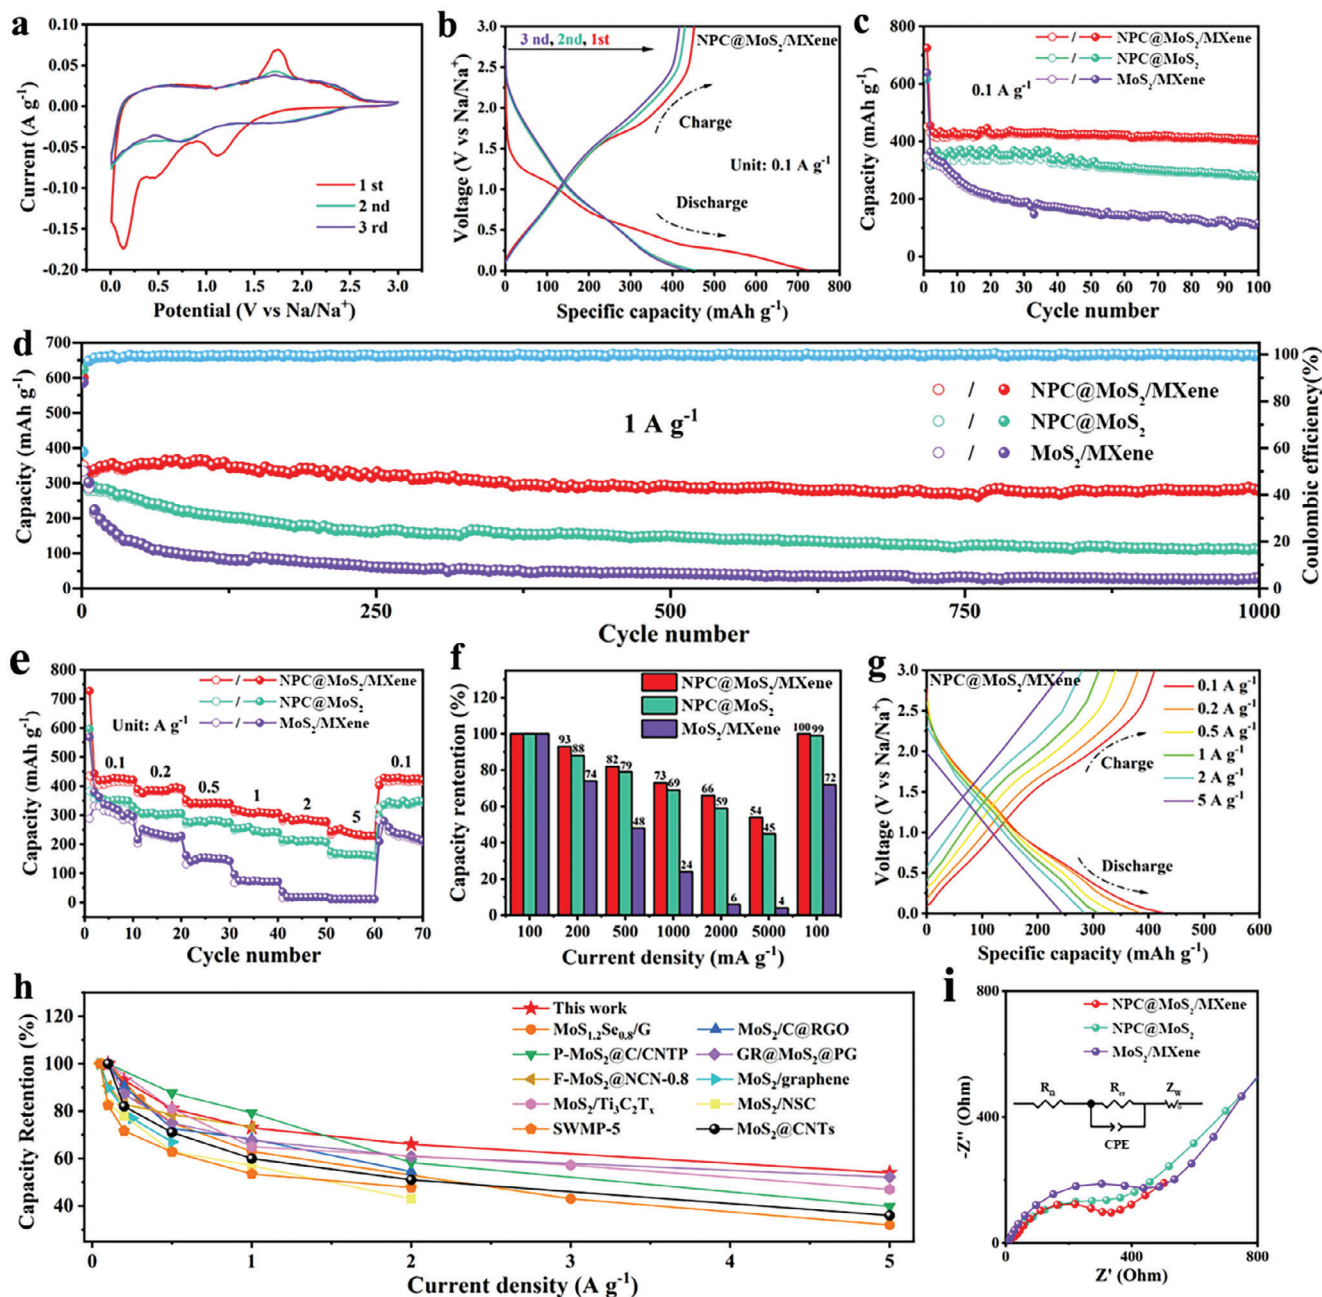 a
0.10
0.05
0.00
-0.05
-0.10
-0.15
-0.20
Current (A g⁻¹)
1 st
2 nd
3 rd
0.0 0.5 1.0 1.5 2.0 2.5 3.0
Potential (V vs Na/Na⁺)
b
3.0
2.5
2.0
1.5
1.0
0.5
0.0
Voltage (V vs Na/Na⁺)
3 nd, 2nd, 1st
NPC@MoS₂/MXene
Charge
Unit: 0.1 A g⁻¹
Discharge
0 100 200 300 400 500 600 700 800
Specific capacity (mAh g⁻¹)
c
800
600
400
200
0
Capacity (mAh g⁻¹)
/ NPC@MoS₂/MXene
/ NPC@MoS₂
/ MoS₂/MXene
0.1 A g⁻¹
0 10 20 30 40 50 60 70 80 90 100
Cycle number
d
700
600
500
400
300
200
100
0
Capacity (mAh g⁻¹)
1 A g⁻¹
/ NPC@MoS₂/MXene
/ NPC@MoS₂
/ MoS₂/MXene
100
80
60
40
20
0
Coulombic efficiency(%)
0 250 500 750 1000
Cycle number
e
800
700
600
500
400
300
200
100
0
Capacity (mAh g⁻¹)
/ NPC@MoS₂/MXene
/ NPC@MoS₂
/ MoS₂/MXene
Unit: A g⁻¹
0.1 0.2 0.5 1 2 5 0.1
0 10 20 30 40 50 60 70
Cycle number
f
100
80
60
40
20
0
Capacity retention (%)
NPC@MoS₂/MXene
NPC@MoS₂
MoS₂/MXene
93 88 74
82 79 48
73 69 24
66 59 6
54 45 4
100 99 72
100 200 500 1000 2000 5000 100
Current density (mA g⁻¹)
g
3.0
2.5
2.0
1.5
1.0
0.5
0.0
Voltage (V vs Na/Na⁺)
NPC@MoS₂/MXene
0.1 A g⁻¹
0.2 A g⁻¹
0.5 A g⁻¹
1 A g⁻¹
2 A g⁻¹
5 A g⁻¹
Charge
Discharge
0 100 200 300 400 500 600
Specific capacity (mAh g⁻¹)
h
120
100
80
60
40
Capacity Retention (%)
This work
MoS₁.₂Se₀.₈/G
P-MoS₂@C/CNTP
F-MoS₂@NCN-0.8
MoS₂/Ti₃C₂Tₓ
SWMP-5
MoS₂/C@RGO
GR@MoS₂@PG
MoS₂/graphene
MoS₂/NSC
MoS₂@CNTs
0 1 2 3 4 5
Current density (A g⁻¹)
i
800
400
0
-Z'' (Ohm)
NPC@MoS₂/MXene
NPC@MoS₂
MoS₂/MXene
R_Ω R_ct Z_W
CPE
0 400 800
Z' (Ohm)